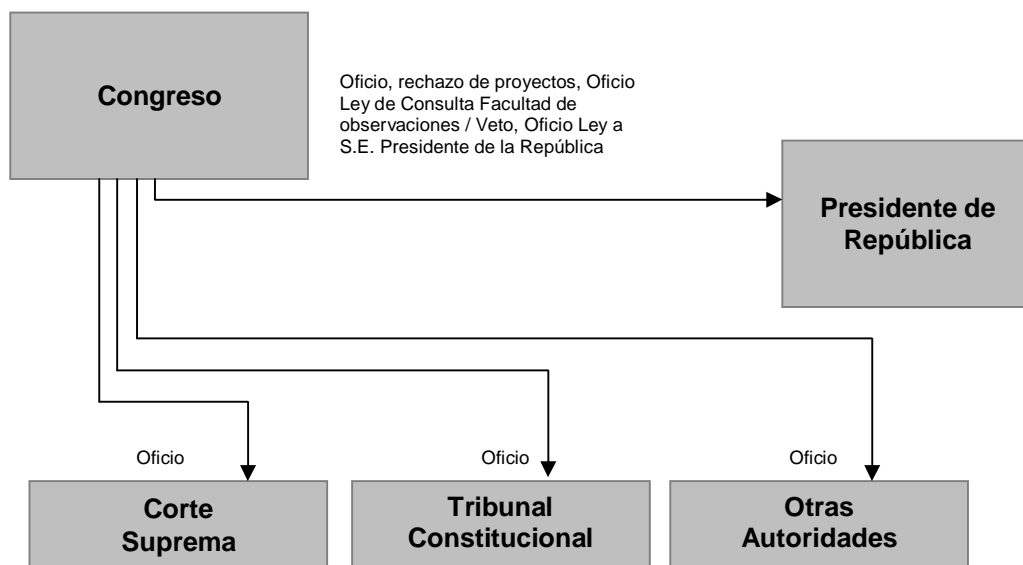 Congreso
Oficio, rechazo de proyectos, Oficio
Ley de Consulta Facultad de
observaciones / Veto, Oficio Ley a
S.E. Presidente de la República
Presidente de
República
Oficio
Oficio
Oficio
Corte
Suprema
Tribunal
Constitucional
Otras
Autoridades